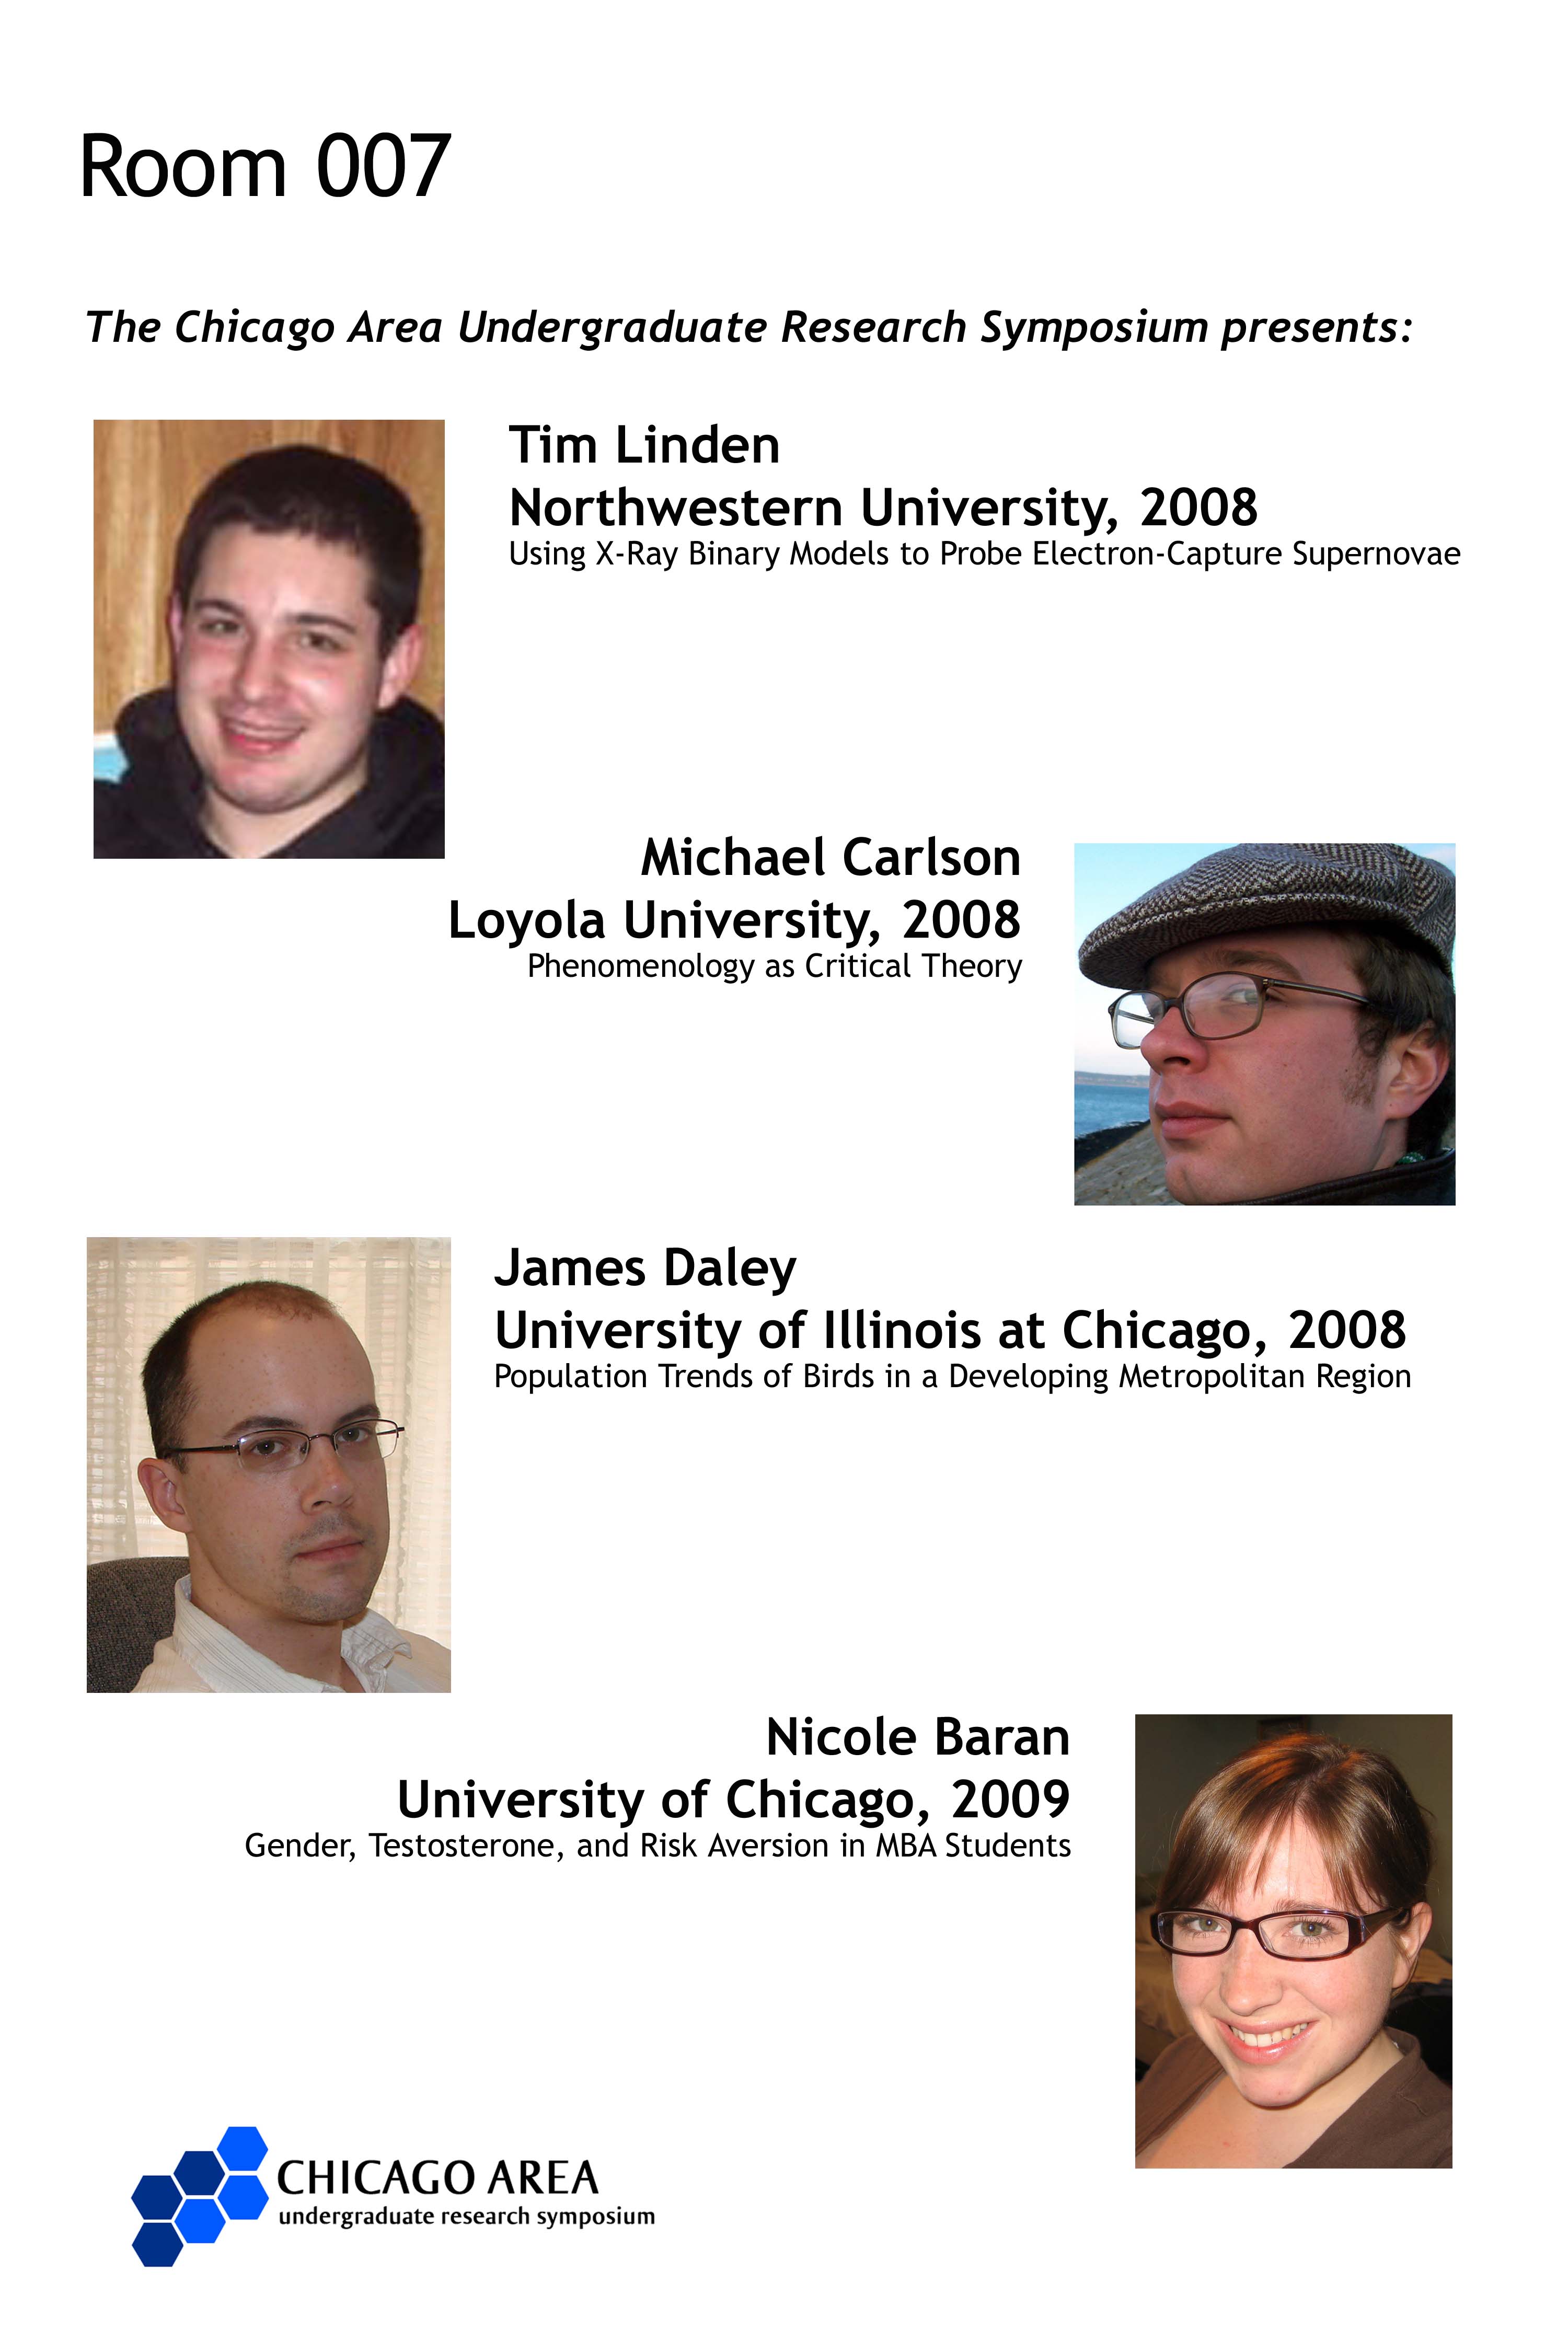 Room 007
The Chicago Area Undergraduate Research Symposium presents:
Tim Linden
Northwestern University, 2008
Using X-Ray Binary Models to Probe Electron-Capture Supernovae
Michael Carlson
Loyola University, 2008
Phenomenology as Critical Theory
James Daley
University of Illinois at Chicago, 2008
Population Trends of Birds in a Developing Metropolitan Region
Nicole Baran
University of Chicago, 2009
Gender, Testosterone, and Risk Aversion in MBA Students
CHICAGO AREA
undergraduate research symposium